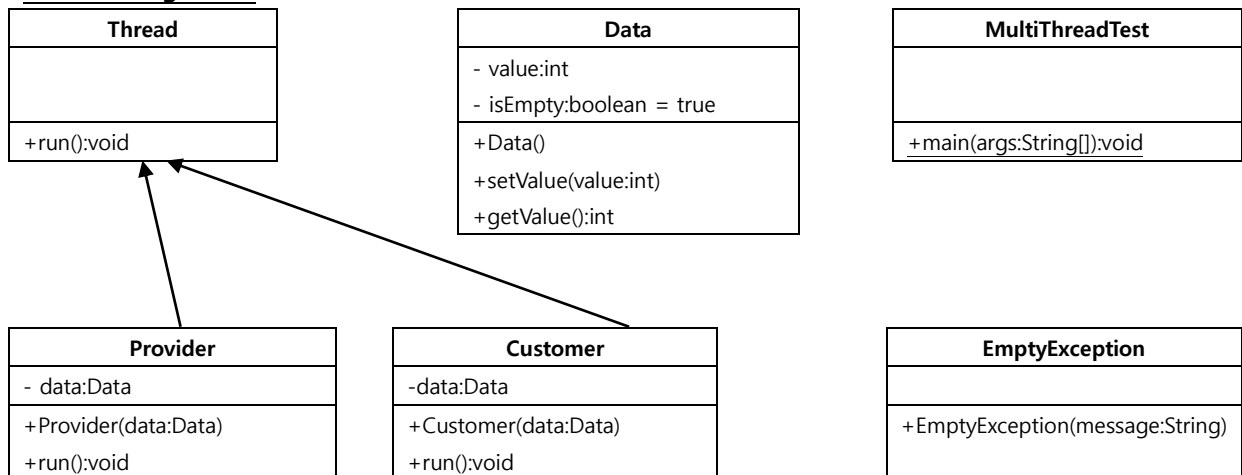 Thread
+run():void
Data
- value:int
- isEmpty:boolean = true
+Data()
+setValue(value:int)
+getValue():int
MultiThreadTest
+main(args:String[]):void
Provider
- data:Data
+Provider(data:Data)
+run():void
Customer
-data:Data
+Customer(data:Data)
+run():void
EmptyException
+EmptyException(message:String)